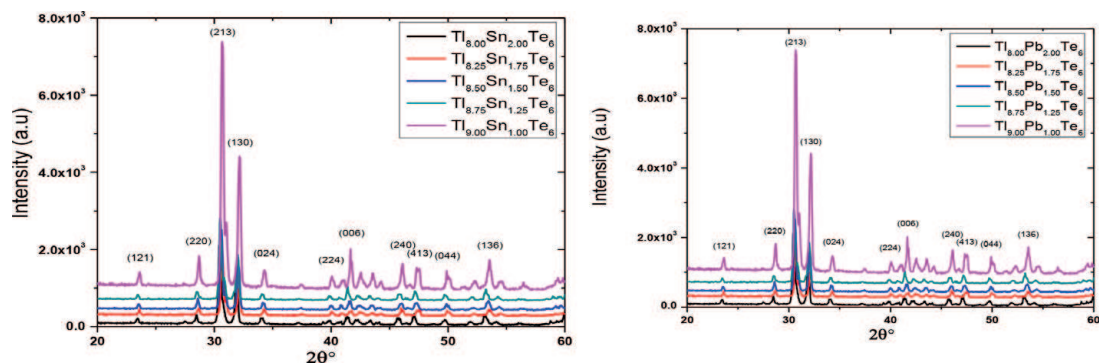 8.0x10³
6.0x10³
4.0x10³
2.0x10³
0.0
Intensity (a.u)
20 30 40 50 60
2θ°
(213)
(130)
(121)
(220)
(024)
(224)
(006)
(240)
(413)
(044)
(136)
Tl₈.₀₀Sn₂.₀₀Te₆
Tl₈.₂₅Sn₁.₇₅Te₆
Tl₈.₅₀Sn₁.₅₀Te₆
Tl₈.₇₅Sn₁.₂₅Te₆
Tl₉.₀₀Sn₁.₀₀Te₆
8.0x10³
6.0x10³
4.0x10³
2.0x10³
0.0
Intensity (a.u)
20 30 40 50 60
2θ°
(213)
(130)
(121)
(220)
(024)
(224)
(006)
(240)
(413)
(044)
(136)
Tl₈.₀₀Pb₂.₀₀Te₆
Tl₈.₂₅Pb₁.₇₅Te₆
Tl₈.₅₀Pb₁.₅₀Te₆
Tl₈.₇₅Pb₁.₂₅Te₆
Tl₉.₀₀Pb₁.₀₀Te₆